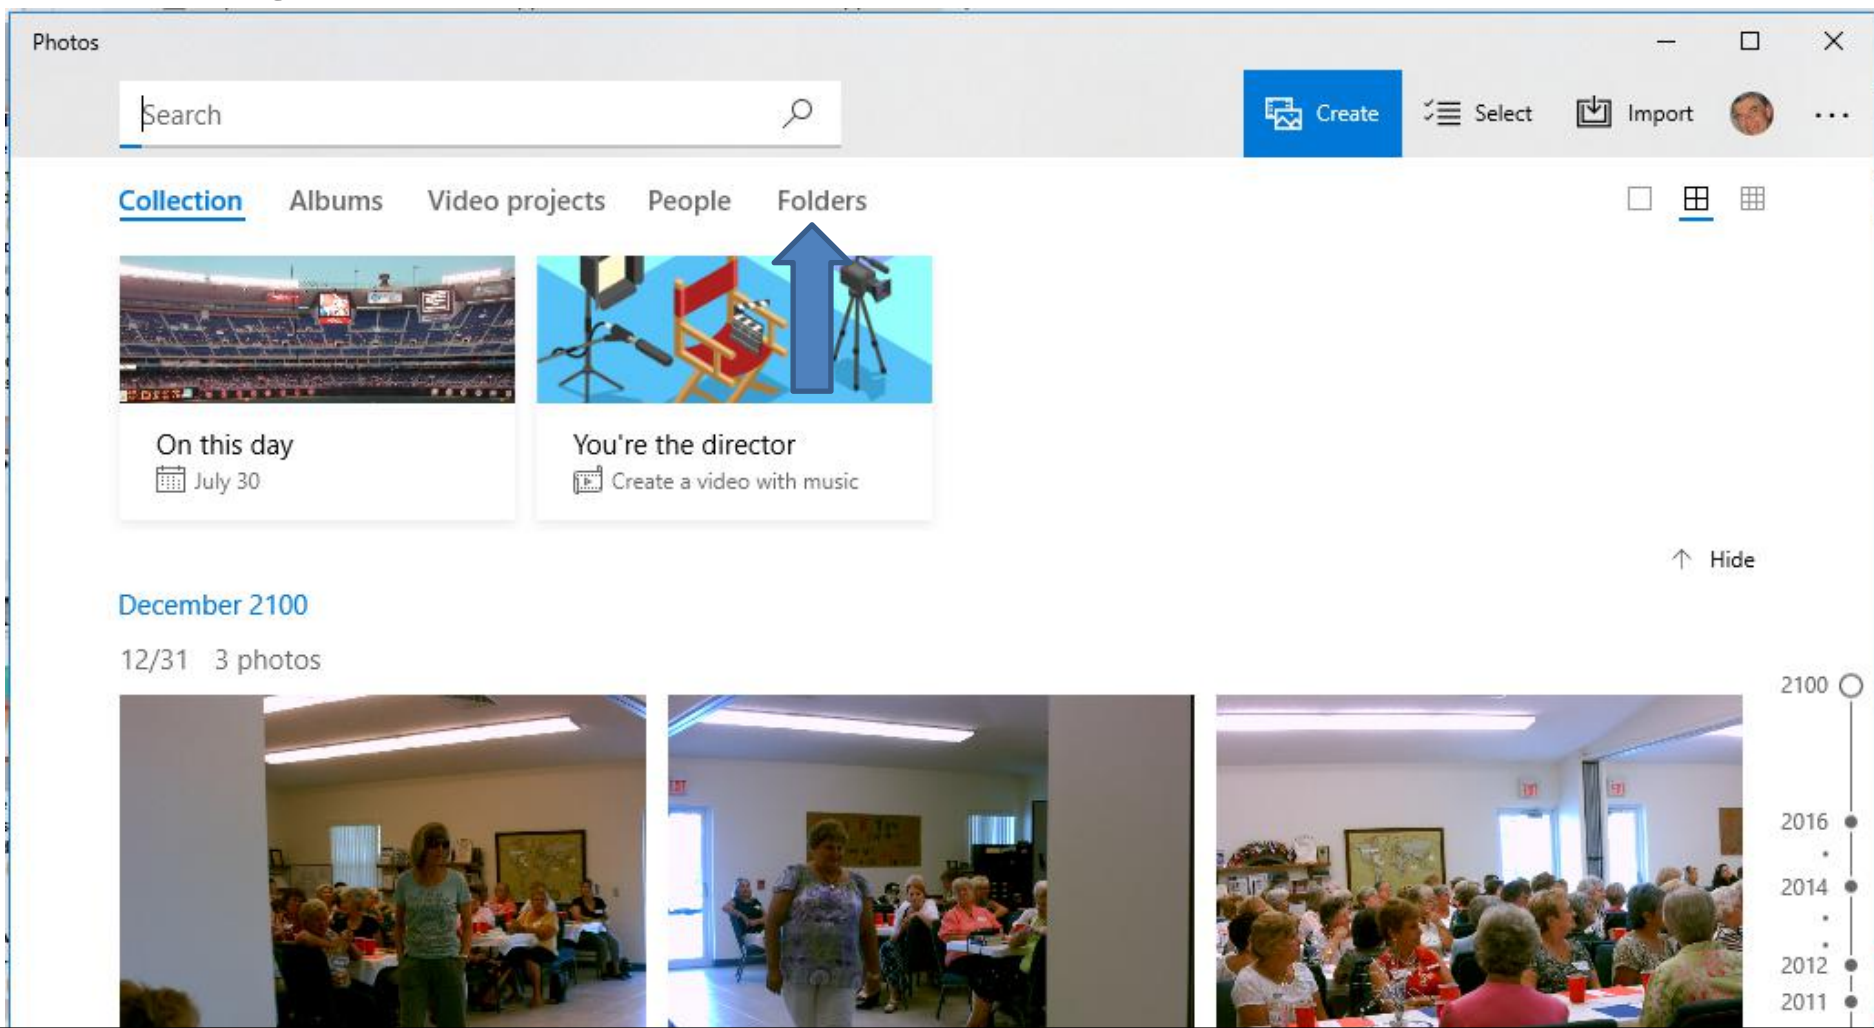 Photos
Search
Create
Select
Import
Collection
Albums
Video projects
People
Folders
On this day
July 30
You're the director
Create a video with music
Hide
December 2100
12/31 3 photos
2100
2016
2014
2012
2011